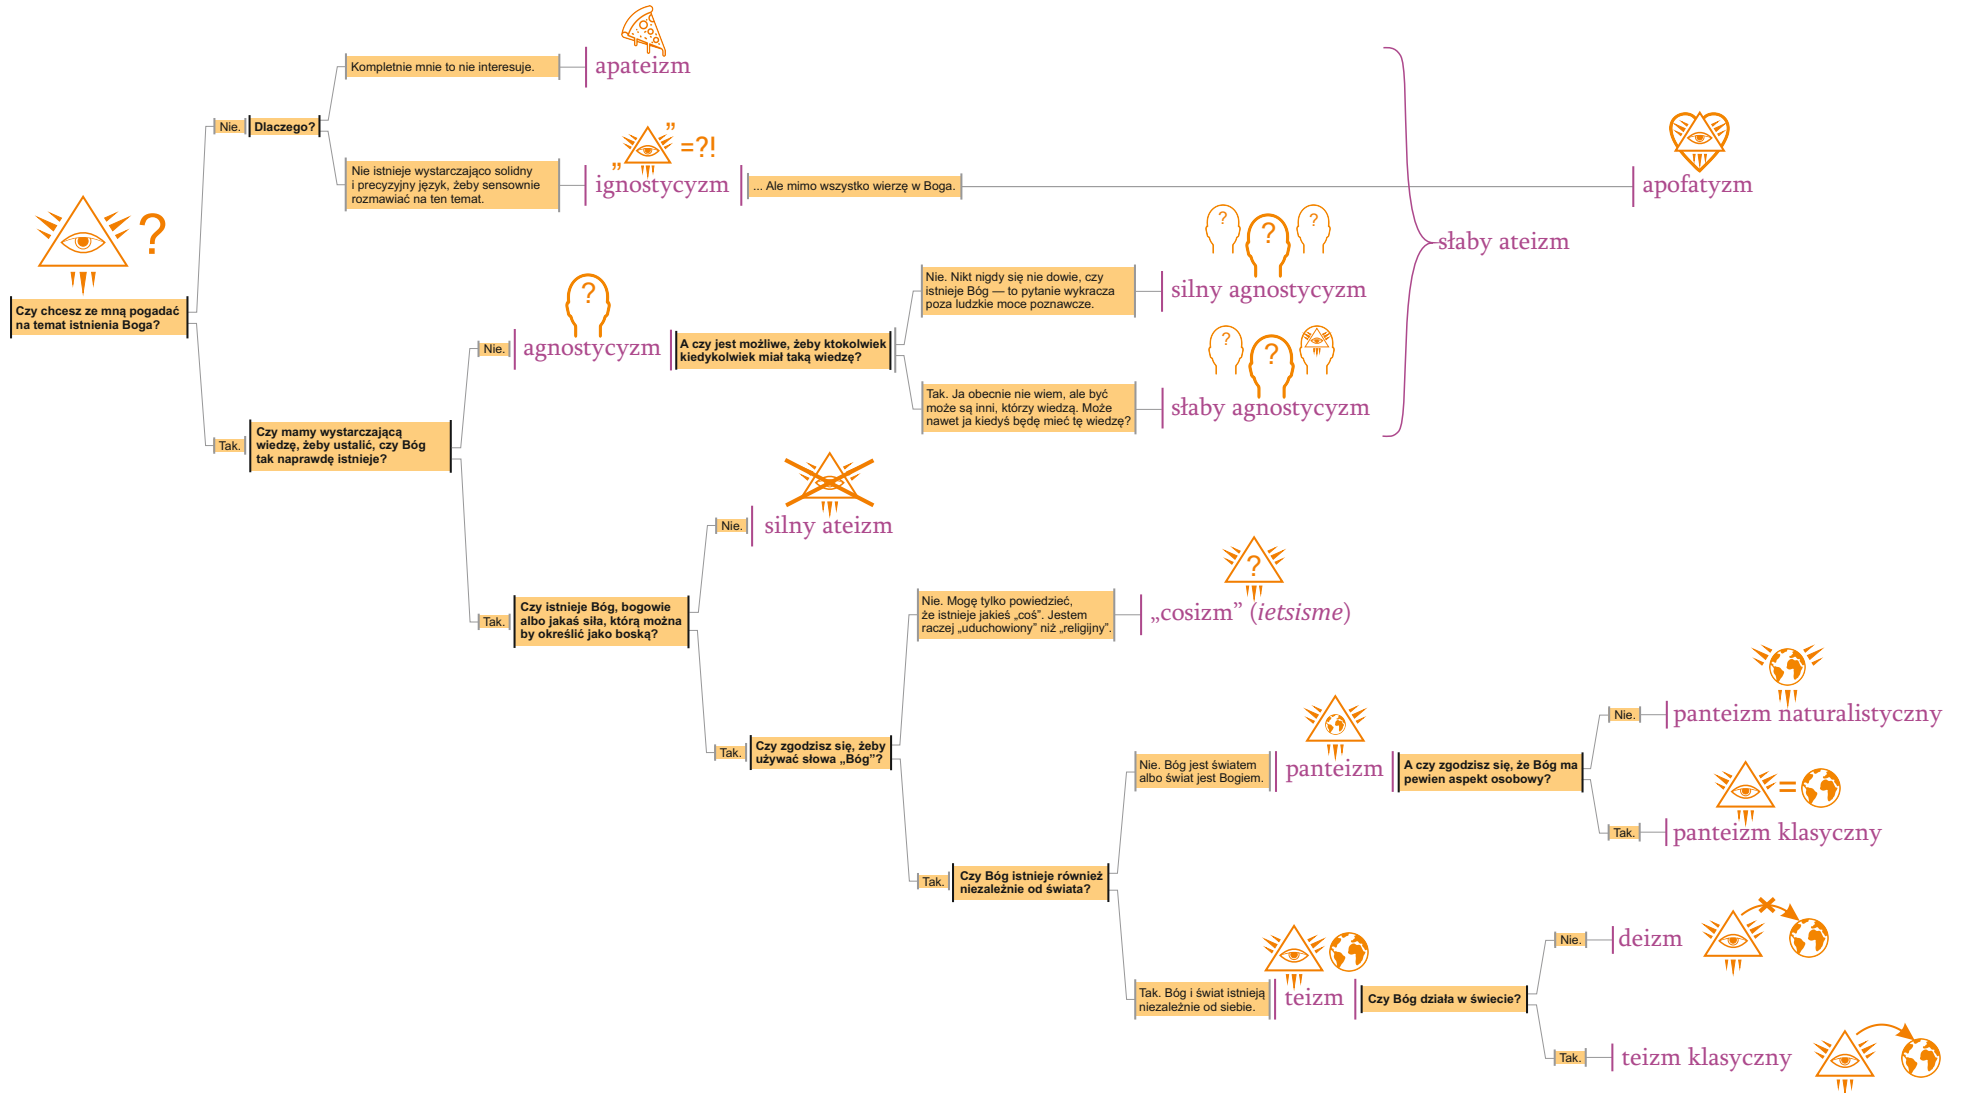 ?
Czy chcesz ze mną pogadać
na temat istnienia Boga?
Nie.
Dlaczego?
Kompletnie mnie to nie interesuje.
apateizm
Nie istnieje wystarczająco solidny
i precyzyjny język, żeby sensownie
rozmawiać na ten temat.
„ ” =?!
ignostycyzm
... Ale mimo wszystko wierzę w Boga.
apofatyzm
słaby ateizm
Tak.
Czy mamy wystarczającą
wiedzę, żeby ustalić, czy Bóg
tak naprawdę istnieje?
Nie.
?
agnostycyzm
A czy jest możliwe, żeby ktokolwiek
kiedykolwiek miał taką wiedzę?
Nie. Nikt nigdy się nie dowie, czy
istnieje Bóg — to pytanie wykracza
poza ludzkie moce poznawcze.
? ? ?
silny agnostycyzm
Tak. Ja obecnie nie wiem, ale być
może są inni, którzy wiedzą. Może
nawet ja kiedyś będę mieć tę wiedzę?
? ?
słaby agnostycyzm
Tak.
Czy istnieje Bóg, bogowie
albo jakaś siła, którą można
by określić jako boską?
Nie.
silny ateizm
Tak.
Czy zgodzisz się, żeby
używać słowa „Bóg”?
Nie. Mogę tylko powiedzieć,
że istnieje jakieś „coś”. Jestem
raczej „uduchowiony” niż „religijny”.
?
„cosizm” (ietsisme)
Tak.
Czy Bóg istnieje również
niezależnie od świata?
Nie. Bóg jest światem
albo świat jest Bogiem.
panteizm
A czy zgodzisz się, że Bóg ma
pewien aspekt osobowy?
Nie.
panteizm naturalistyczny
Tak.
=
panteizm klasyczny
Tak. Bóg i świat istnieją
niezależnie od siebie.
teizm
Czy Bóg działa w świecie?
Nie.
deizm
Tak.
teizm klasyczny